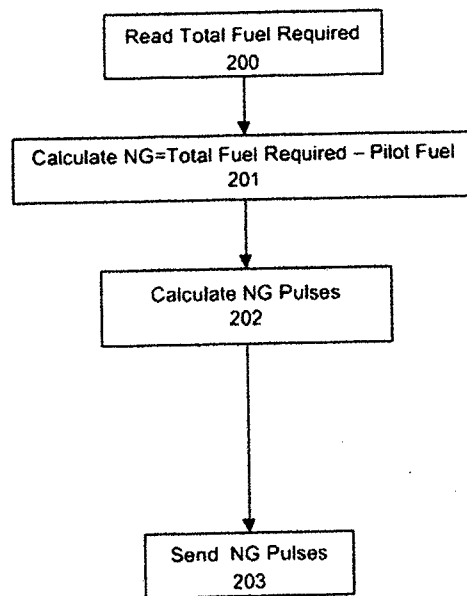 Read Total Fuel Required
200
Calculate NG=Total Fuel Required – Pilot Fuel
201
Calculate NG Pulses
202
Send NG Pulses
203